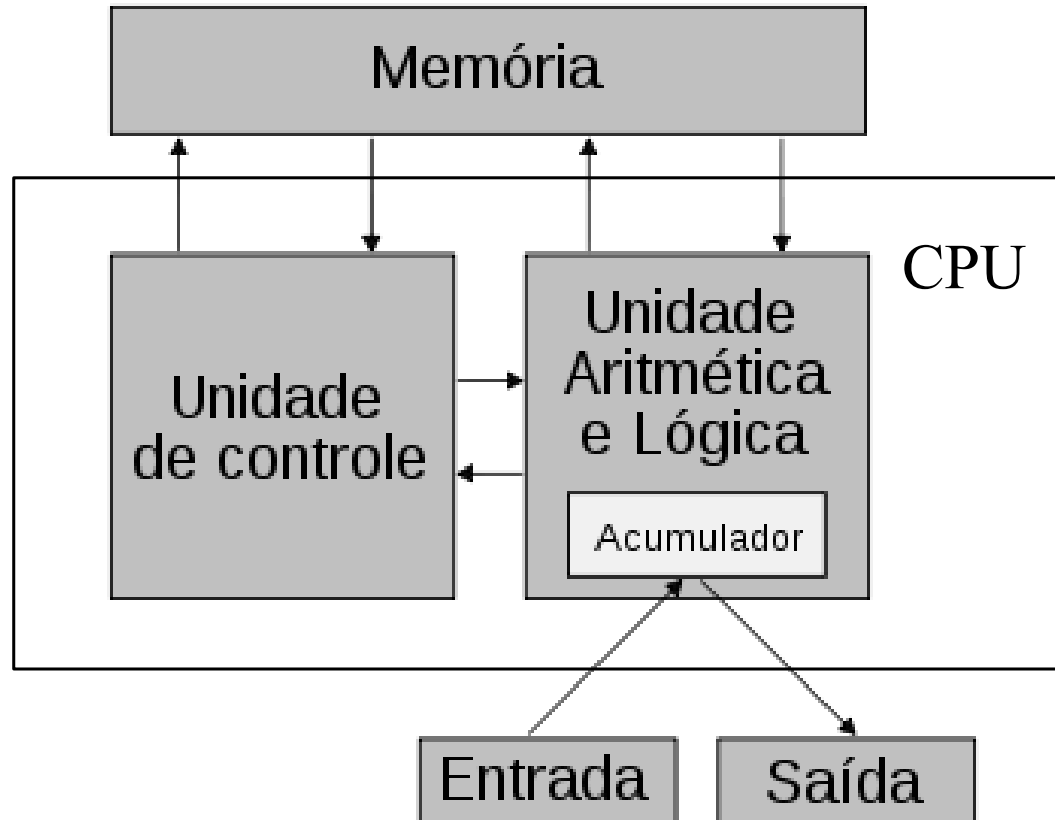 Memória
CPU
Unidade
de controle
Unidade
Aritmética
e Lógica
Acumulador
Entrada
Saída